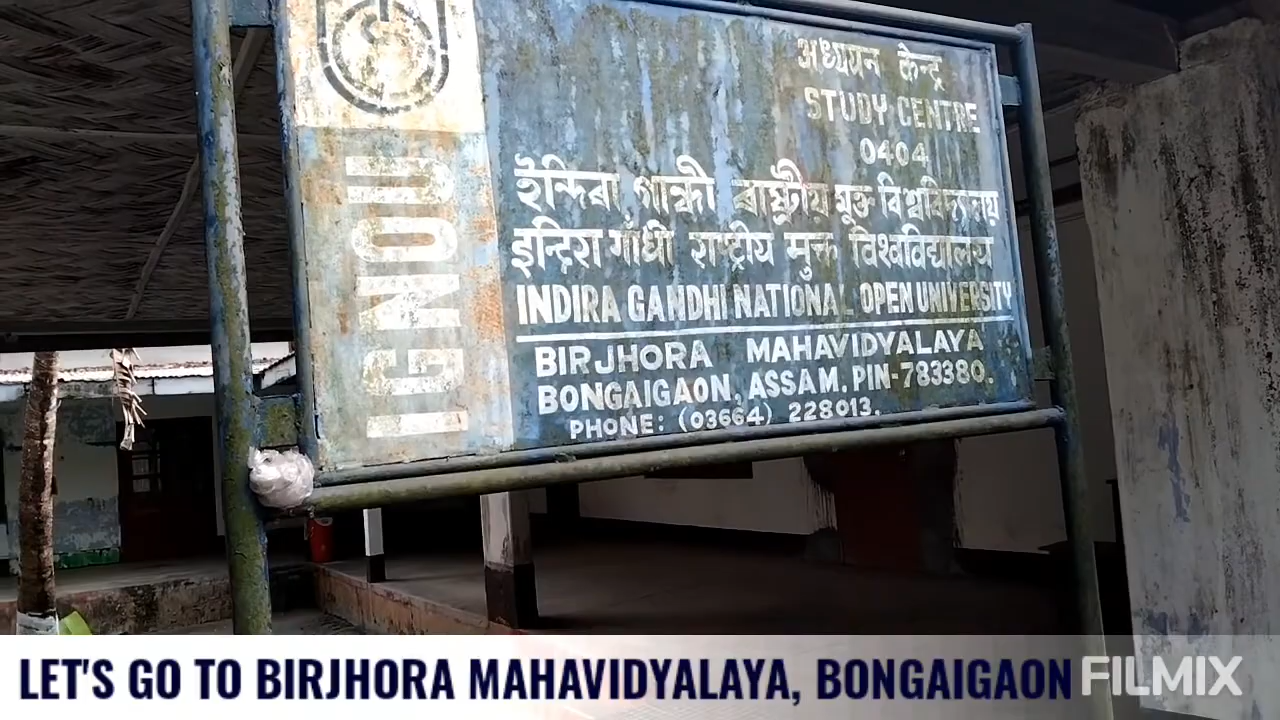 IGNOU
अध्ययन केन्द्र
STUDY CENTRE
0404
ইন্দিৰা গান্ধী ৰাষ্ট্ৰীয় মুক্ত বিশ্ববিদ্যালয়
इन्दिरा गाँधी राष्ट्रीय मुक्त विश्वविद्यालय
INDIRA GANDHI NATIONAL OPEN UNIVERSITY
BIRJHORA MAHAVIDYALAYA
BONGAIGAON, ASSAM. PIN-783380.
PHONE: (03664) 228013.
LET'S GO TO BIRJHORA MAHAVIDYALAYA, BONGAIGAON
FILMIX